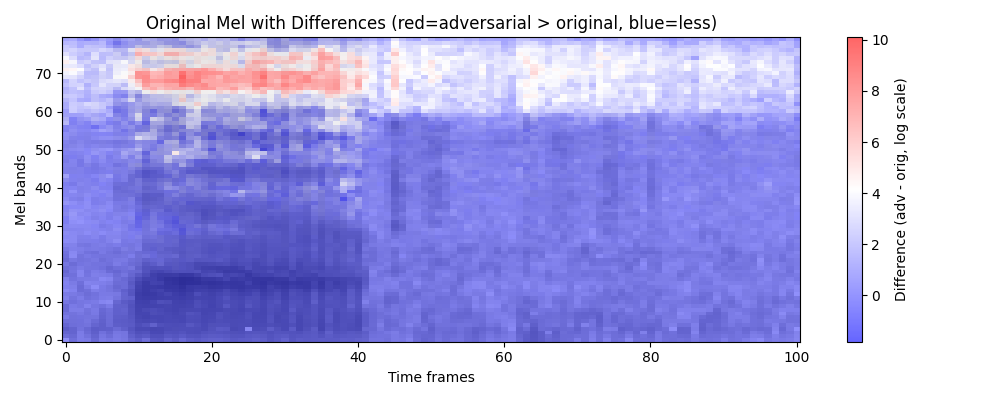 Original Mel with Differences (red=adversarial > original, blue=less)
Mel bands
70
60
50
40
30
20
10
0
0 20 40 60 80 100
Time frames
10
8
6
4
2
0
Difference (adv - orig, log scale)